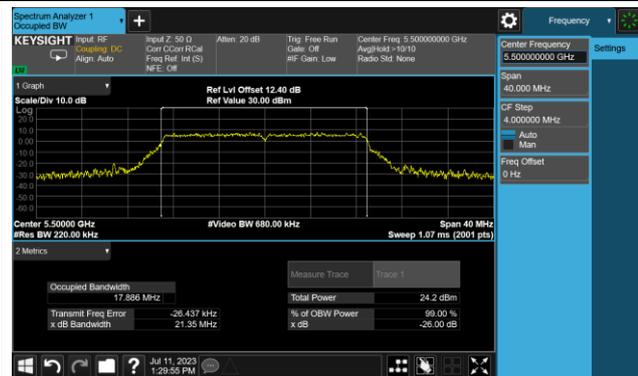 Spectrum Analyzer 1
Occupied BW
Frequency
KEYSIGHT
Input: RF
Coupling: DC
Align: Auto
Input Z: 50 Ω
Corr CCorr RCal
Freq Ref: Int (S)
NFE: Off
Atten: 20 dB
Trig: Free Run
Gate: Off
#IF Gain: Low
Center Freq: 5.500000000 GHz
Avg|Hold:>10/10
Radio Std: None
Center Frequency
5.500000000 GHz
Settings
Span
40.000 MHz
CF Step
4.000000 MHz
Auto
Man
Freq Offset
0 Hz
1 Graph
Scale/Div 10.0 dB
Ref Lvl Offset 12.40 dB
Ref Value 30.00 dBm
Log
20.0
10.0
0.00
-10.0
-20.0
-30.0
-40.0
-50.0
-60.0
Center 5.50000 GHz
#Res BW 220.00 kHz
#Video BW 680.00 kHz
Span 40 MHz
Sweep 1.07 ms (2001 pts)
2 Metrics
Measure Trace
Trace 1
Occupied Bandwidth
17.886 MHz
Total Power
24.2 dBm
Transmit Freq Error
-26.437 kHz
% of OBW Power
99.00 %
x dB Bandwidth
21.35 MHz
x dB
-26.00 dB
?
Jul 11, 2023
1:29:55 PM